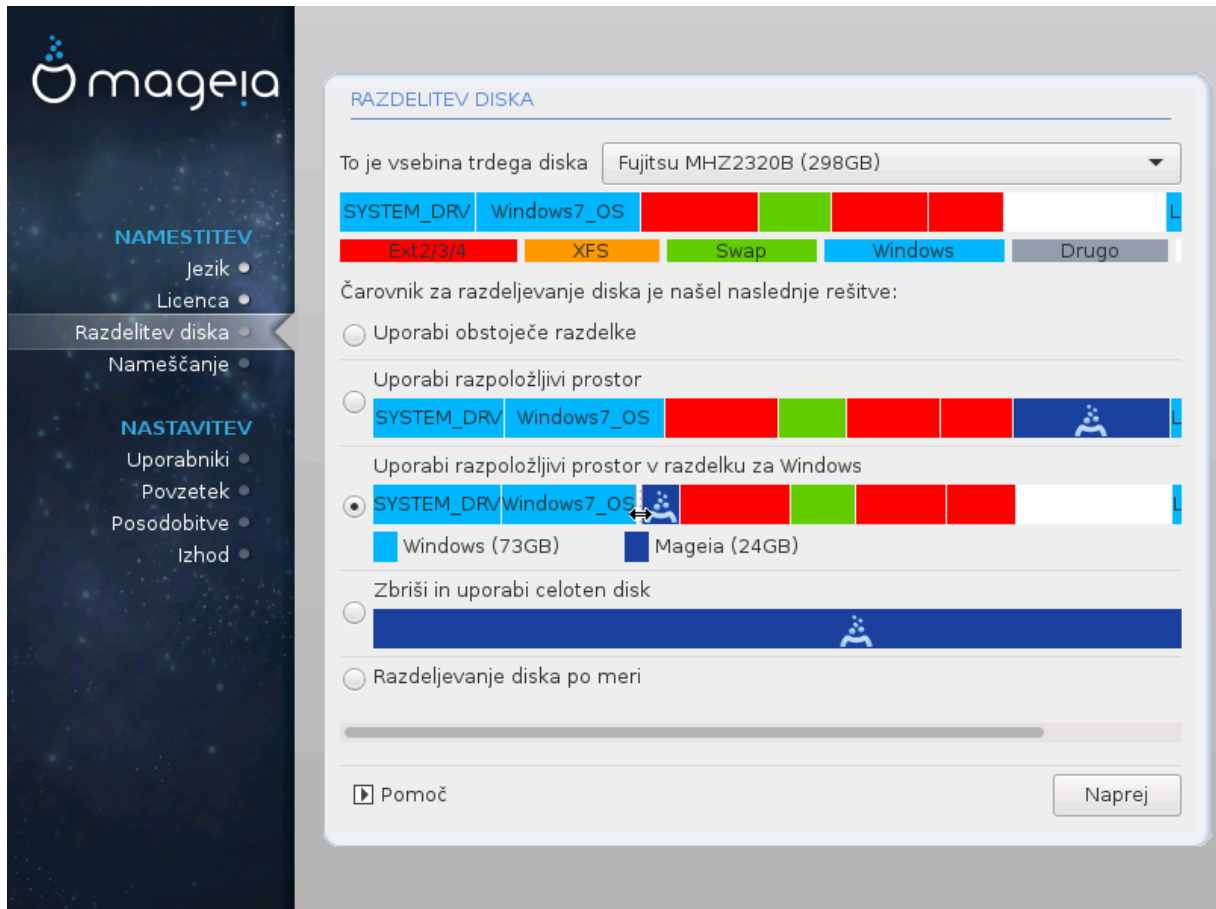 mageia
NAMESTITEV
Jezik
Licenca
Razdelitev diska
Nameščanje
NASTAVITEV
Uporabniki
Povzetek
Posodobitve
Izhod
RAZDELITEV DISKA
To je vsebina trdega diska Fujitsu MHZ2320B (298GB)
SYSTEM_DRV Windows7_OS L
Ext2/3/4 XFS Swap Windows Drugo
Čarovnik za razdeljevanje diska je našel naslednje rešitve:
Uporabi obstoječe razdelke
Uporabi razpoložljivi prostor
SYSTEM_DRV Windows7_OS L
Uporabi razpoložljivi prostor v razdelku za Windows
SYSTEM_DRV Windows7_OS L
Windows (73GB) Mageia (24GB)
Zbriši in uporabi celoten disk
Razdeljevanje diska po meri
Pomoč
Naprej